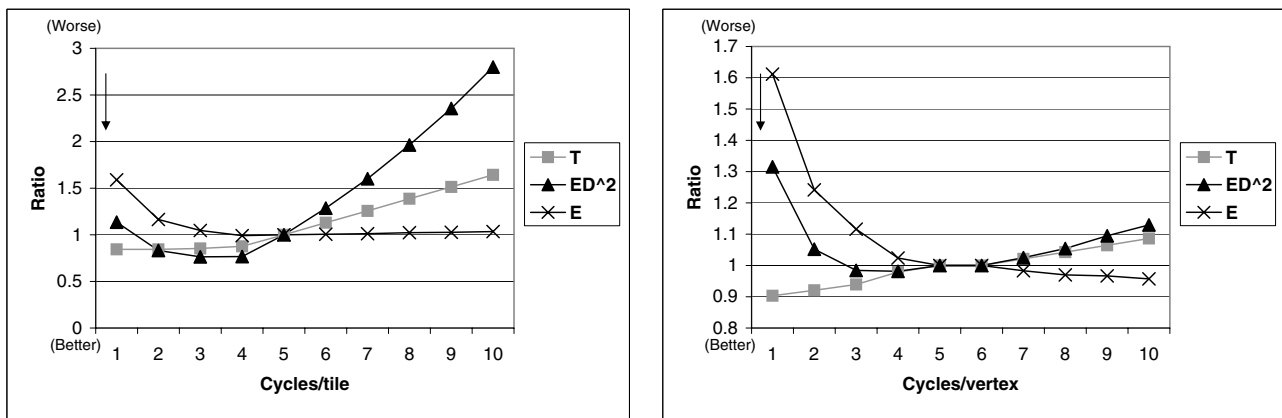 (Worse)
3
2.5
2
1.5
1
0.5
0
(Better)
Ratio
1 2 3 4 5 6 7 8 9 10
Cycles/tile
T
ED^2
E
(Worse)
1.7
1.6
1.5
1.4
1.3
1.2
1.1
1
0.9
0.8
(Better)
Ratio
1 2 3 4 5 6 7 8 9 10
Cycles/vertex
T
ED^2
E